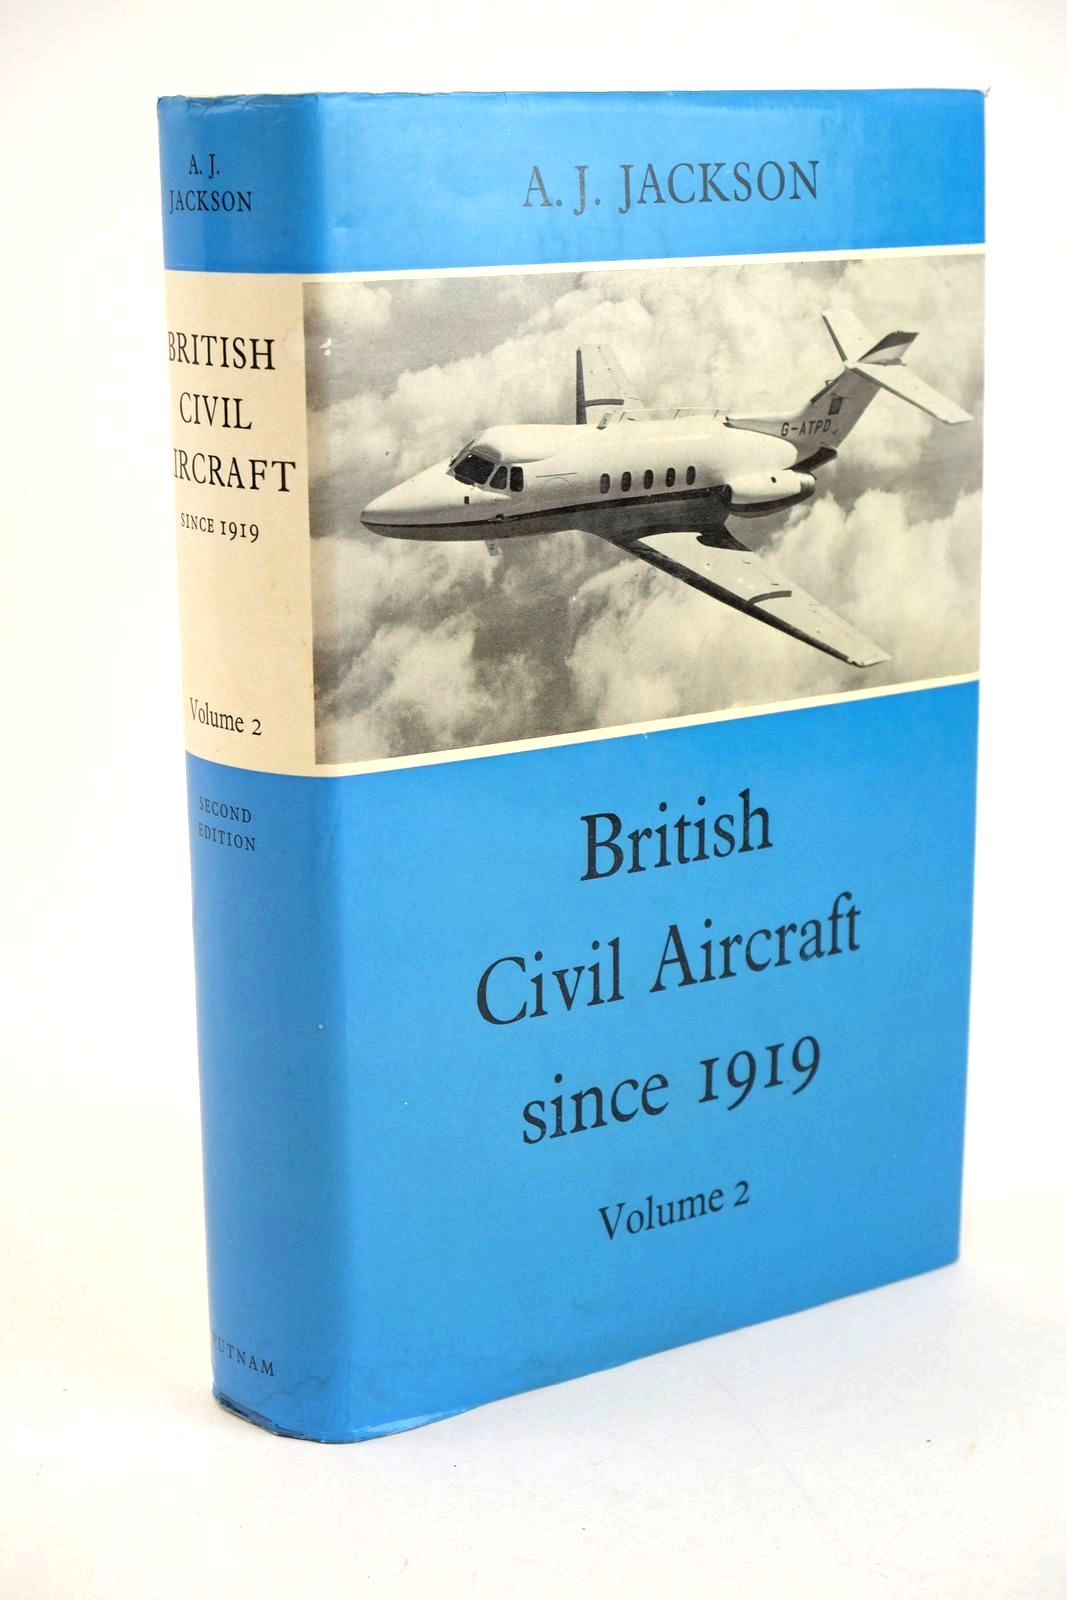 A. J.
JACKSON
BRITISH
CIVIL
IRCRAFT
SINCE 1919
Volume 2
SECOND
EDITION
PUTNAM
A. J. JACKSON
G-ATPD
British
Civil Aircraft
since 1919
Volume 2